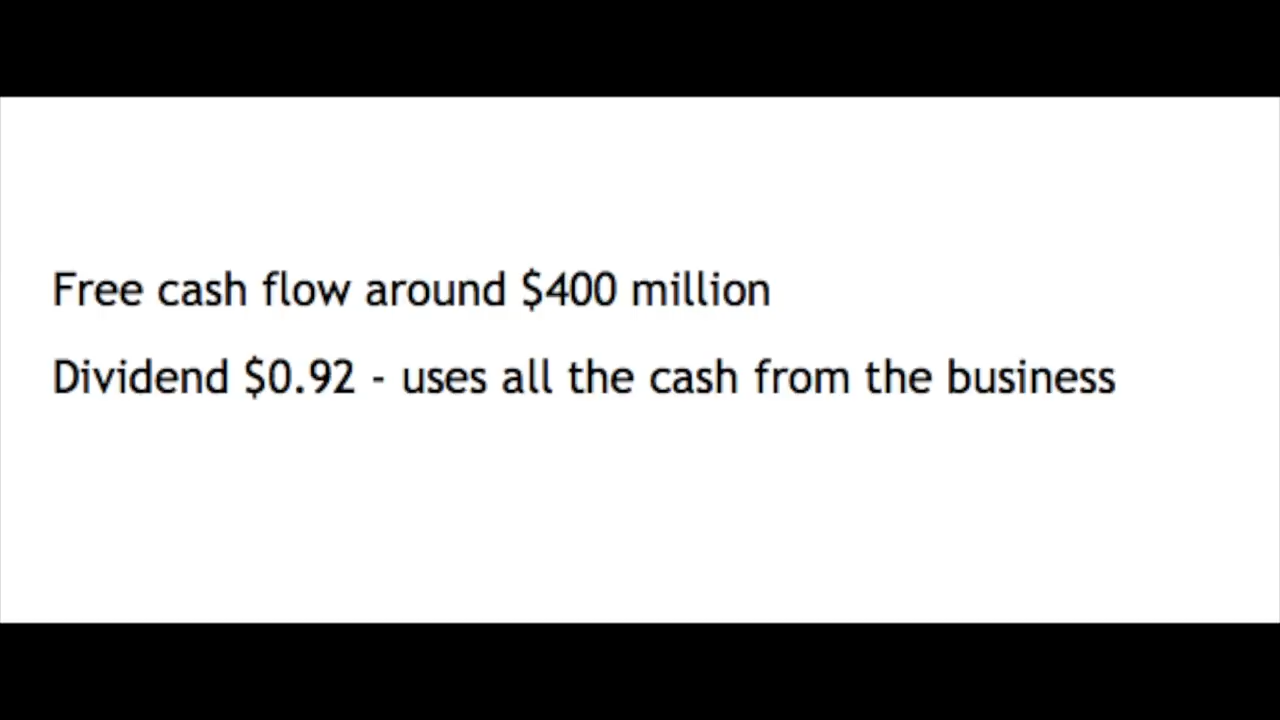 Free cash flow around $400 million
Dividend $0.92 - uses all the cash from the business